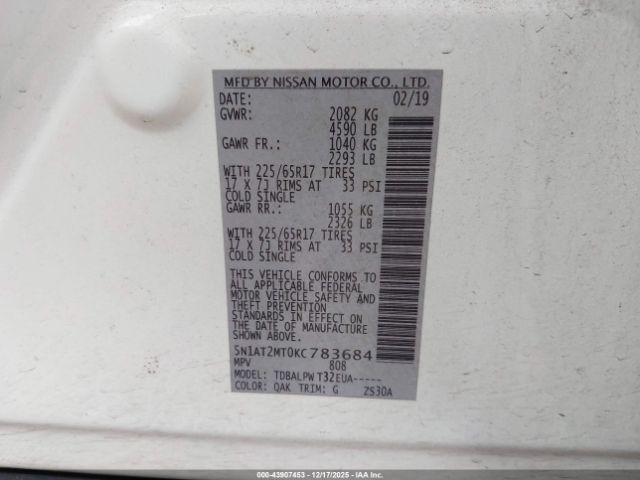 MFD BY NISSAN MOTOR CO., LTD.
DATE: 02/19
GVWR: 2082 KG
4590 LB
GAWR FR.: 1040 KG
2293 LB
WITH 225/65R17 TIRES
17 X 7J RIMS AT 33 PSI
COLD SINGLE
GAWR RR.: 1055 KG
2326 LB
WITH 225/65R17 TIRES
17 X 7J RIMS AT 33 PSI
COLD SINGLE
THIS VEHICLE CONFORMS TO
ALL APPLICABLE FEDERAL
MOTOR VEHICLE SAFETY AND
THEFT PREVENTION
STANDARDS IN EFFECT ON
THE DATE OF MANUFACTURE
SHOWN ABOVE.
5N1AT2MT0KC783684
MPV 808
MODEL: TDBALPW T32EUA-----
COLOR: QAK TRIM: G ZS30A
000-43907453 - 12/17/2025 - IAA Inc.